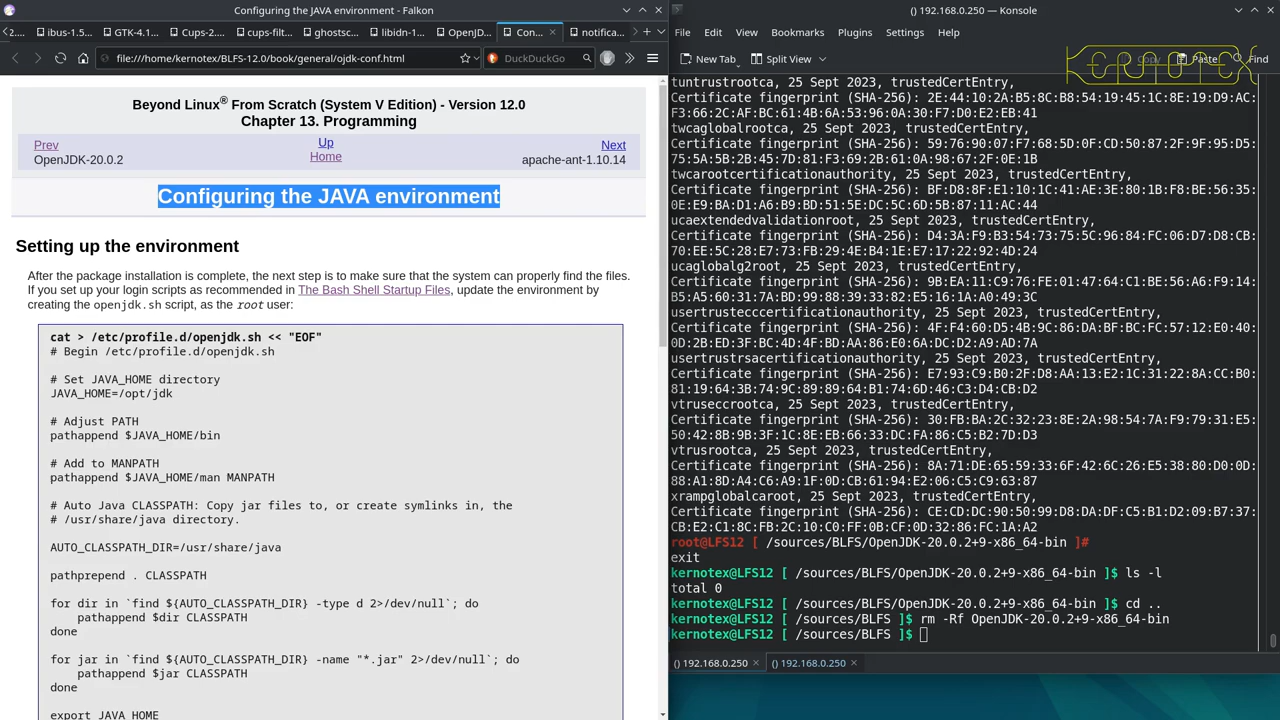 Configuring the JAVA environment - Falkon
2....
ibus-1.5...
GTK-4.1...
Cups-2....
cups-filt...
ghostsc...
libidn-1...
OpenJD...
Con...
notifica...
file:///home/kernotex/BLFS-12.0/book/general/ojdk-conf.html
DuckDuckGo
Beyond Linux® From Scratch (System V Edition) - Version 12.0
Chapter 13. Programming
Prev
Up
Next
OpenJDK-20.0.2
Home
apache-ant-1.10.14
Configuring the JAVA environment
Setting up the environment
After the package installation is complete, the next step is to make sure that the system can properly find the files.
If you set up your login scripts as recommended in The Bash Shell Startup Files, update the environment by
creating the openjdk.sh script, as the root user:
cat > /etc/profile.d/openjdk.sh << "EOF"
# Begin /etc/profile.d/openjdk.sh
# Set JAVA_HOME directory
JAVA_HOME=/opt/jdk
# Adjust PATH
pathappend $JAVA_HOME/bin
# Add to MANPATH
pathappend $JAVA_HOME/man MANPATH
# Auto Java CLASSPATH: Copy jar files to, or create symlinks in, the
# /usr/share/java directory.
AUTO_CLASSPATH_DIR=/usr/share/java
pathprepend . CLASSPATH
for dir in `find ${AUTO_CLASSPATH_DIR} -type d 2>/dev/null`; do
    pathappend $dir CLASSPATH
done
for jar in `find ${AUTO_CLASSPATH_DIR} -name "*.jar" 2>/dev/null`; do
    pathappend $jar CLASSPATH
done
export JAVA_HOME
() 192.168.0.250 — Konsole
File Edit View Bookmarks Plugins Settings Help
New Tab
Split View
Copy
Paste
Find
KERNOTEX
tuntrustrootca, 25 Sept 2023, trustedCertEntry,
Certificate fingerprint (SHA-256): 2E:44:10:2A:B5:8C:B8:54:19:45:1C:8E:19:D9:AC:
F3:66:2C:AF:BC:61:4B:6A:53:96:0A:30:F7:D0:E2:EB:41
twcaglobalrootca, 25 Sept 2023, trustedCertEntry,
Certificate fingerprint (SHA-256): 59:76:90:07:F7:68:5D:0F:CD:50:87:2F:9F:95:D5:
75:5A:5B:2B:45:7D:81:F3:69:2B:61:0A:98:67:2F:0E:1B
twcarootcertificationauthority, 25 Sept 2023, trustedCertEntry,
Certificate fingerprint (SHA-256): BF:D8:8F:E1:10:1C:41:AE:3E:80:1B:F8:BE:56:35:
0E:E9:BA:D1:A6:B9:BD:51:5E:DC:5C:6D:5B:87:11:AC:44
ucaextendedvalidationroot, 25 Sept 2023, trustedCertEntry,
Certificate fingerprint (SHA-256): D4:3A:F9:B3:54:73:75:5C:96:84:FC:06:D7:D8:CB:
70:EE:5C:28:E7:73:FB:29:4E:B4:1E:E7:17:22:92:4D:24
ucaglobalg2root, 25 Sept 2023, trustedCertEntry,
Certificate fingerprint (SHA-256): 9B:EA:11:C9:76:FE:01:47:64:C1:BE:56:A6:F9:14:
B5:A5:60:31:7A:BD:99:88:39:33:82:E5:16:1A:A0:49:3C
usertrustecccertificationauthority, 25 Sept 2023, trustedCertEntry,
Certificate fingerprint (SHA-256): 4F:F4:60:D5:4B:9C:86:DA:BF:BC:FC:57:12:E0:40:
0D:2B:ED:3F:BC:4D:4F:BD:AA:86:E0:6A:DC:D2:A9:AD:7A
usertrustrsacertificationauthority, 25 Sept 2023, trustedCertEntry,
Certificate fingerprint (SHA-256): E7:93:C9:B0:2F:D8:AA:13:E2:1C:31:22:8A:CC:B0:
81:19:64:3B:74:9C:89:89:64:B1:74:6D:46:C3:D4:CB:D2
vtruseccrootca, 25 Sept 2023, trustedCertEntry,
Certificate fingerprint (SHA-256): 30:FB:BA:2C:32:23:8E:2A:98:54:7A:F9:79:31:E5:
50:42:8B:9B:3F:1C:8E:EB:66:33:DC:FA:86:C5:B2:7D:D3
vtrusrootca, 25 Sept 2023, trustedCertEntry,
Certificate fingerprint (SHA-256): 8A:71:DE:65:59:33:6F:42:6C:26:E5:38:80:D0:0D:
88:A1:8D:A4:C6:A9:1F:0D:CB:61:94:E2:06:C5:C9:63:87
xrampglobalcaroot, 25 Sept 2023, trustedCertEntry,
Certificate fingerprint (SHA-256): CE:CD:DC:90:50:99:D8:DA:DF:C5:B1:D2:09:B7:37:
CB:E2:C1:8C:FB:2C:10:C0:FF:0B:CF:0D:32:86:FC:1A:A2
root@LFS12 [ /sources/BLFS/OpenJDK-20.0.2+9-x86_64-bin ]#
exit
kernotex@LFS12 [ /sources/BLFS/OpenJDK-20.0.2+9-x86_64-bin ]$ ls -l
total 0
kernotex@LFS12 [ /sources/BLFS/OpenJDK-20.0.2+9-x86_64-bin ]$ cd ..
kernotex@LFS12 [ /sources/BLFS ]$ rm -Rf OpenJDK-20.0.2+9-x86_64-bin
kernotex@LFS12 [ /sources/BLFS ]$
() 192.168.0.250
() 192.168.0.250